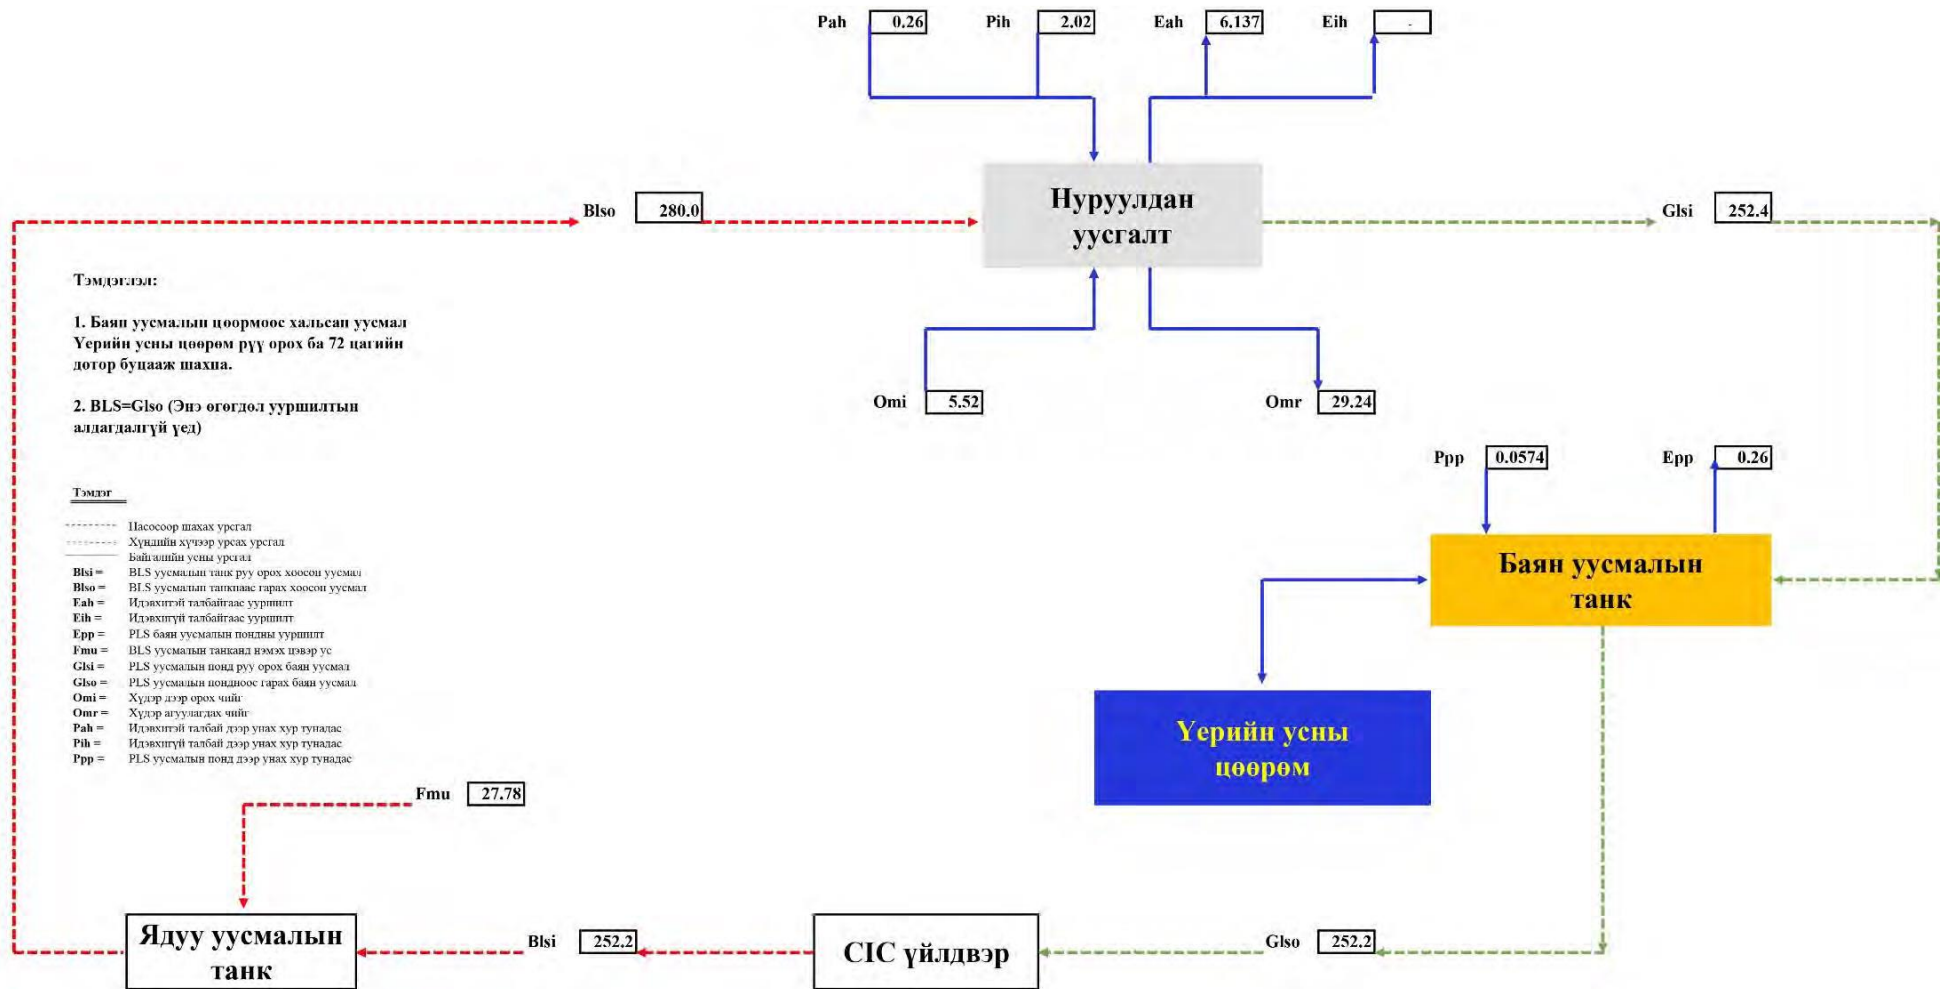 Pah 0.26 Pih 2.02 Eah 6.137 Eih -
Blso 280.0
Нуруулдан
уусгалт
Glsi 252.4
Тэмдэглэл:
1. Баян уусмалын цөөрмөөс хальсан уусмал
Үерийн усны цөөрөм рүү орох ба 72 цагийн
дотор буцааж шахна.
2. BLS=Glso (Энэ өгөгдөл ууршилтын
алдагдалгүй үед)
Omi 5.52 Omr 29.24
Ppp 0.0574 Epp 0.26
Баян уусмалын
танк
Тэмдэг
Насосоор шахах урсгал
Хүндийн хүчээр урсах урсгал
Байгалийн усны урсгал
Blsi = BLS уусмалын танк руу орох хоосон уусмал
Blso = BLS уусмалын танкнаас гарах хоосон уусмал
Eah = Идэвхитэй талбайгаас ууршилт
Eih = Идэвхигүй талбайгаас ууршилт
Epp = PLS баян уусмалын пондны ууршилт
Fmu = BLS уусмалын танканд нэмэх цэвэр ус
Glsi = PLS уусмалын понд руу орох баян уусмал
Glso = PLS уусмалын понднoос гарах баян уусмал
Omi = Хүдэр дээр орох чийг
Omr = Хүдэр агуулагдах чийг
Pah = Идэвхитэй талбай дээр унах хур тунадас
Pih = Идэвхигүй талбай дээр унах хур тунадас
Ppp = PLS уусмалын понд дээр унах хур тунадас
Үерийн усны
цөөрөм
Fmu 27.78
Ядуу уусмалын
танк
Blsi 252.2
CIC үйлдвэр
Glso 252.2